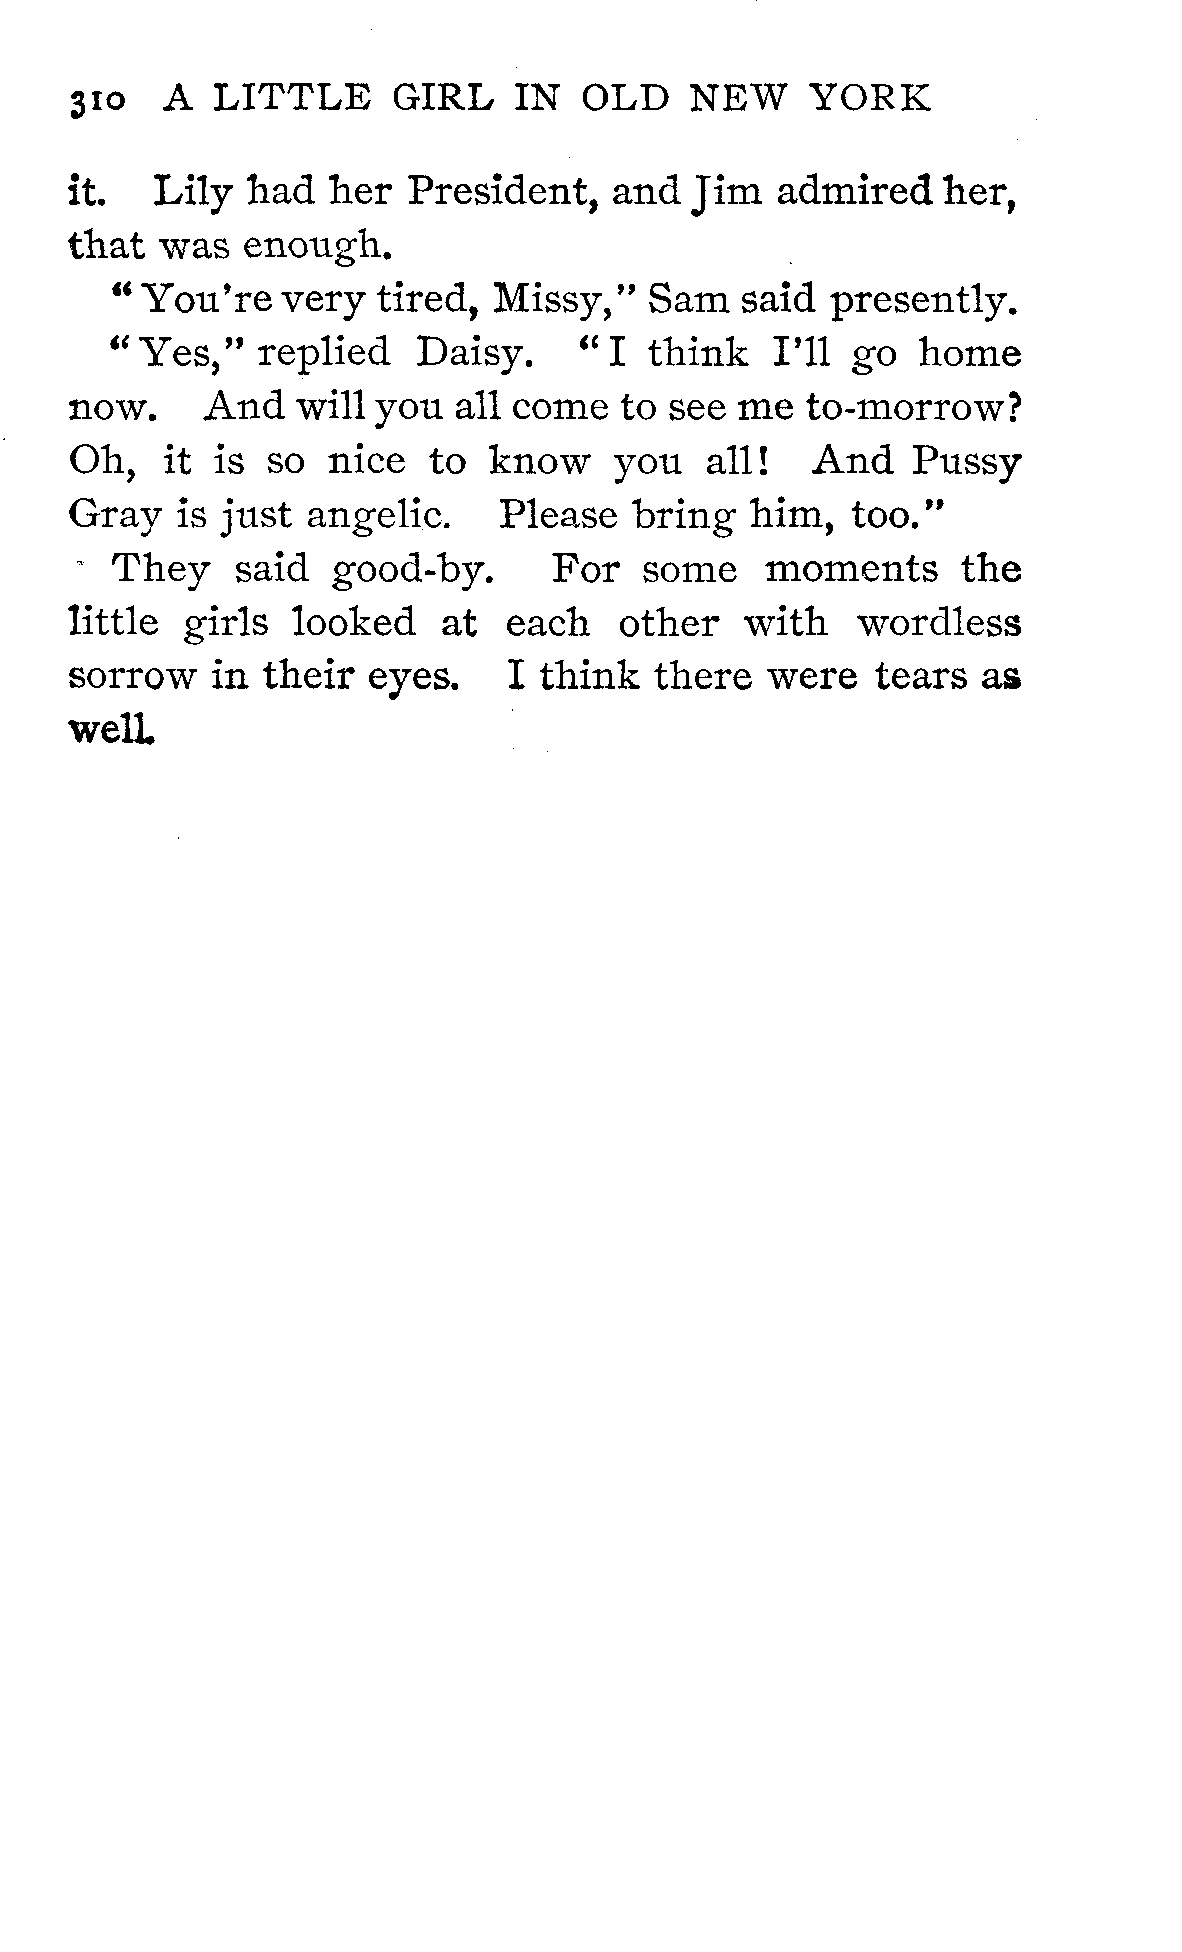 310 A LITTLE GIRL IN OLD NEW YORK
it. Lily had her President, and Jim admired her,
that was enough.
"You're very tired, Missy," Sam said presently.
"Yes," replied Daisy. "I think I'll go home
now. And will you all come to see me to-morrow?
Oh, it is so nice to know you all! And Pussy
Gray is just angelic. Please bring him, too."
They said good-by. For some moments the
little girls looked at each other with wordless
sorrow in their eyes. I think there were tears as
well.